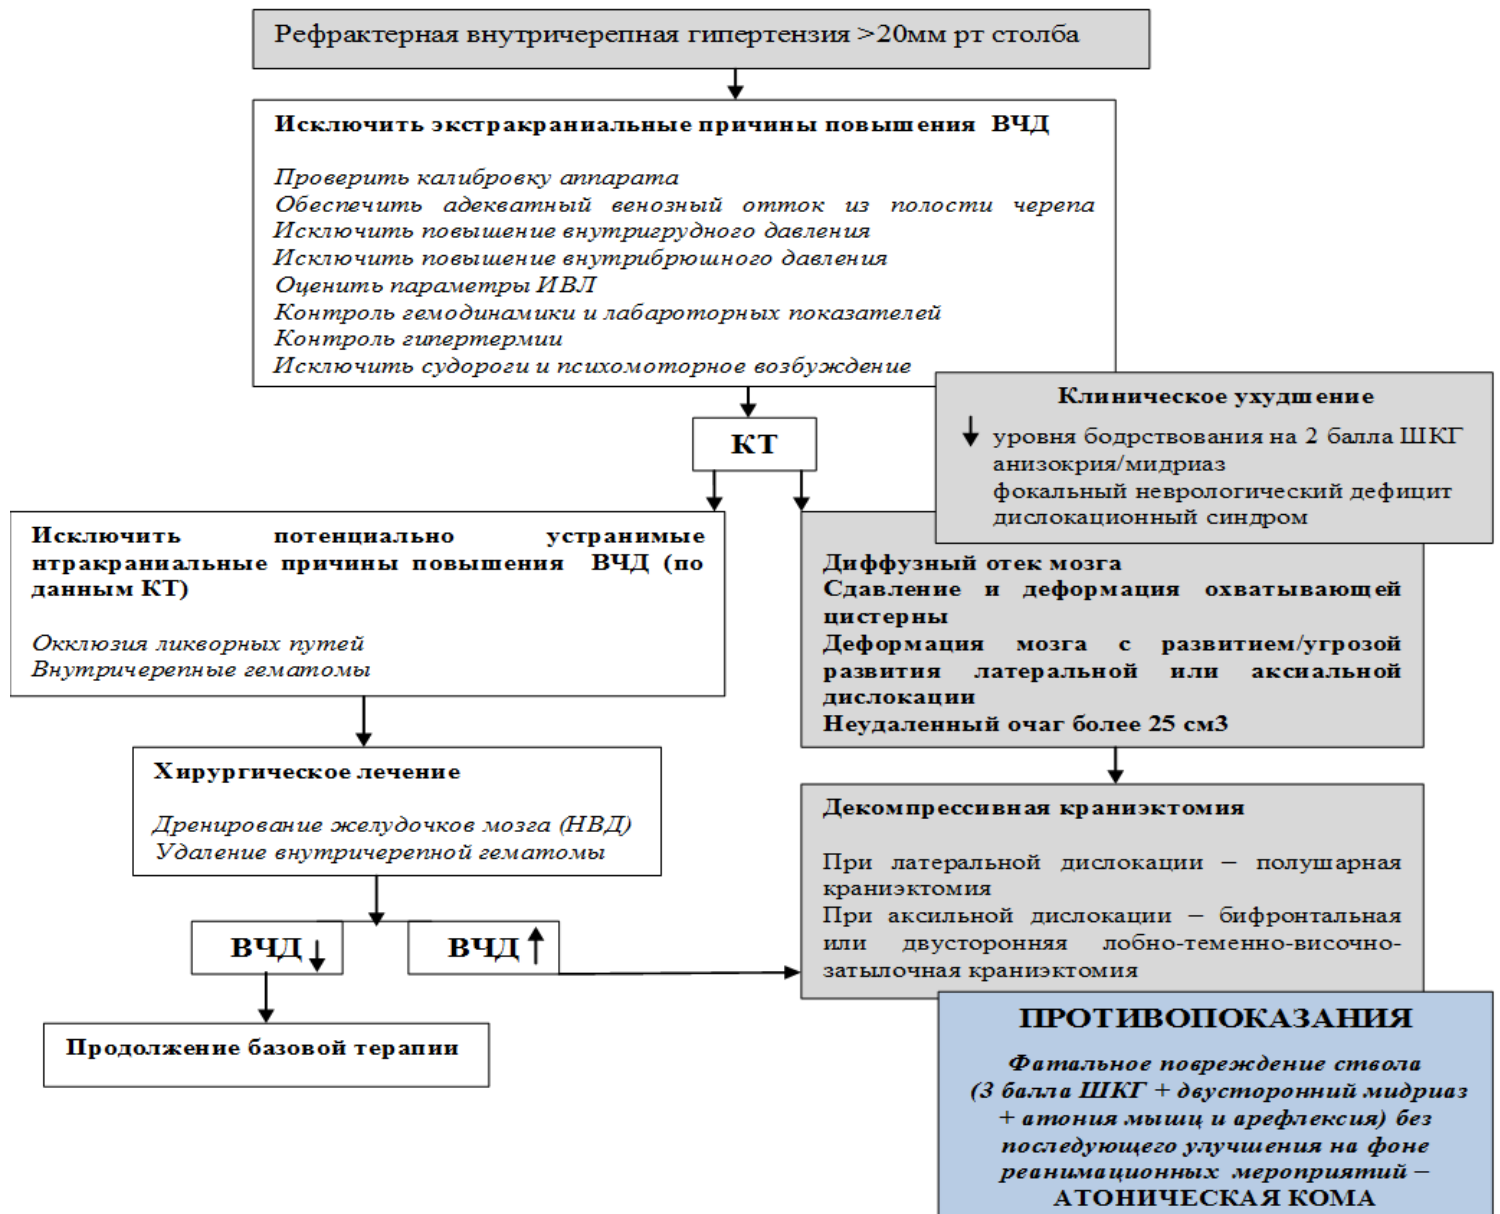 Рефрактерная внутричерепная гипертензия >20мм рт столба
Исключить экстракраниальные причины повышения ВЧД
Проверить калибровку аппарата
Обеспечить адекватный венозный отток из полости черепа
Исключить повышение внутригрудного давления
Исключить повышение внутрибрюшного давления
Оценить параметры ИВЛ
Контроль гемодинамики и лабароторных показателей
Контроль гипертермии
Исключить судороги и психомоторное возбуждение
Клиническое ухудшение
↓ уровня бодрствования на 2 балла ШКГ
анизокрия/мидриаз
фокальный неврологический дефицит
дислокационный синдром
КТ
Исключить потенциально устранимые
нтракраниальные причины повышения ВЧД (по
данным КТ)
Окклюзия ликворных путей
Внутричерепные гематомы
Диффузный отек мозга
Сдавление и деформация охватывающей
цистерны
Деформация мозга с развитием/угрозой
развития латеральной или аксиальной
дислокации
Неудаленный очаг более 25 см3
Хирургическое лечение
Дренирование желудочков мозга (НВД)
Удаление внутричерепной гематомы
Декомпрессивная краниэктомия
При латеральной дислокации – полушарная
краниэктомия
При аксильной дислокации – бифронтальная
или двусторонняя лобно-теменно-височно-
затылочная краниэктомия
ВЧД ↓
ВЧД ↑
Продолжение базовой терапии
ПРОТИВОПОКАЗАНИЯ
Фатальное повреждение ствола
(3 балла ШКГ + двусторонний мидриаз
+ атония мышц и арефлексия) без
последующего улучшения на фоне
реанимационных мероприятий –
АТОНИЧЕСКАЯ КОМА